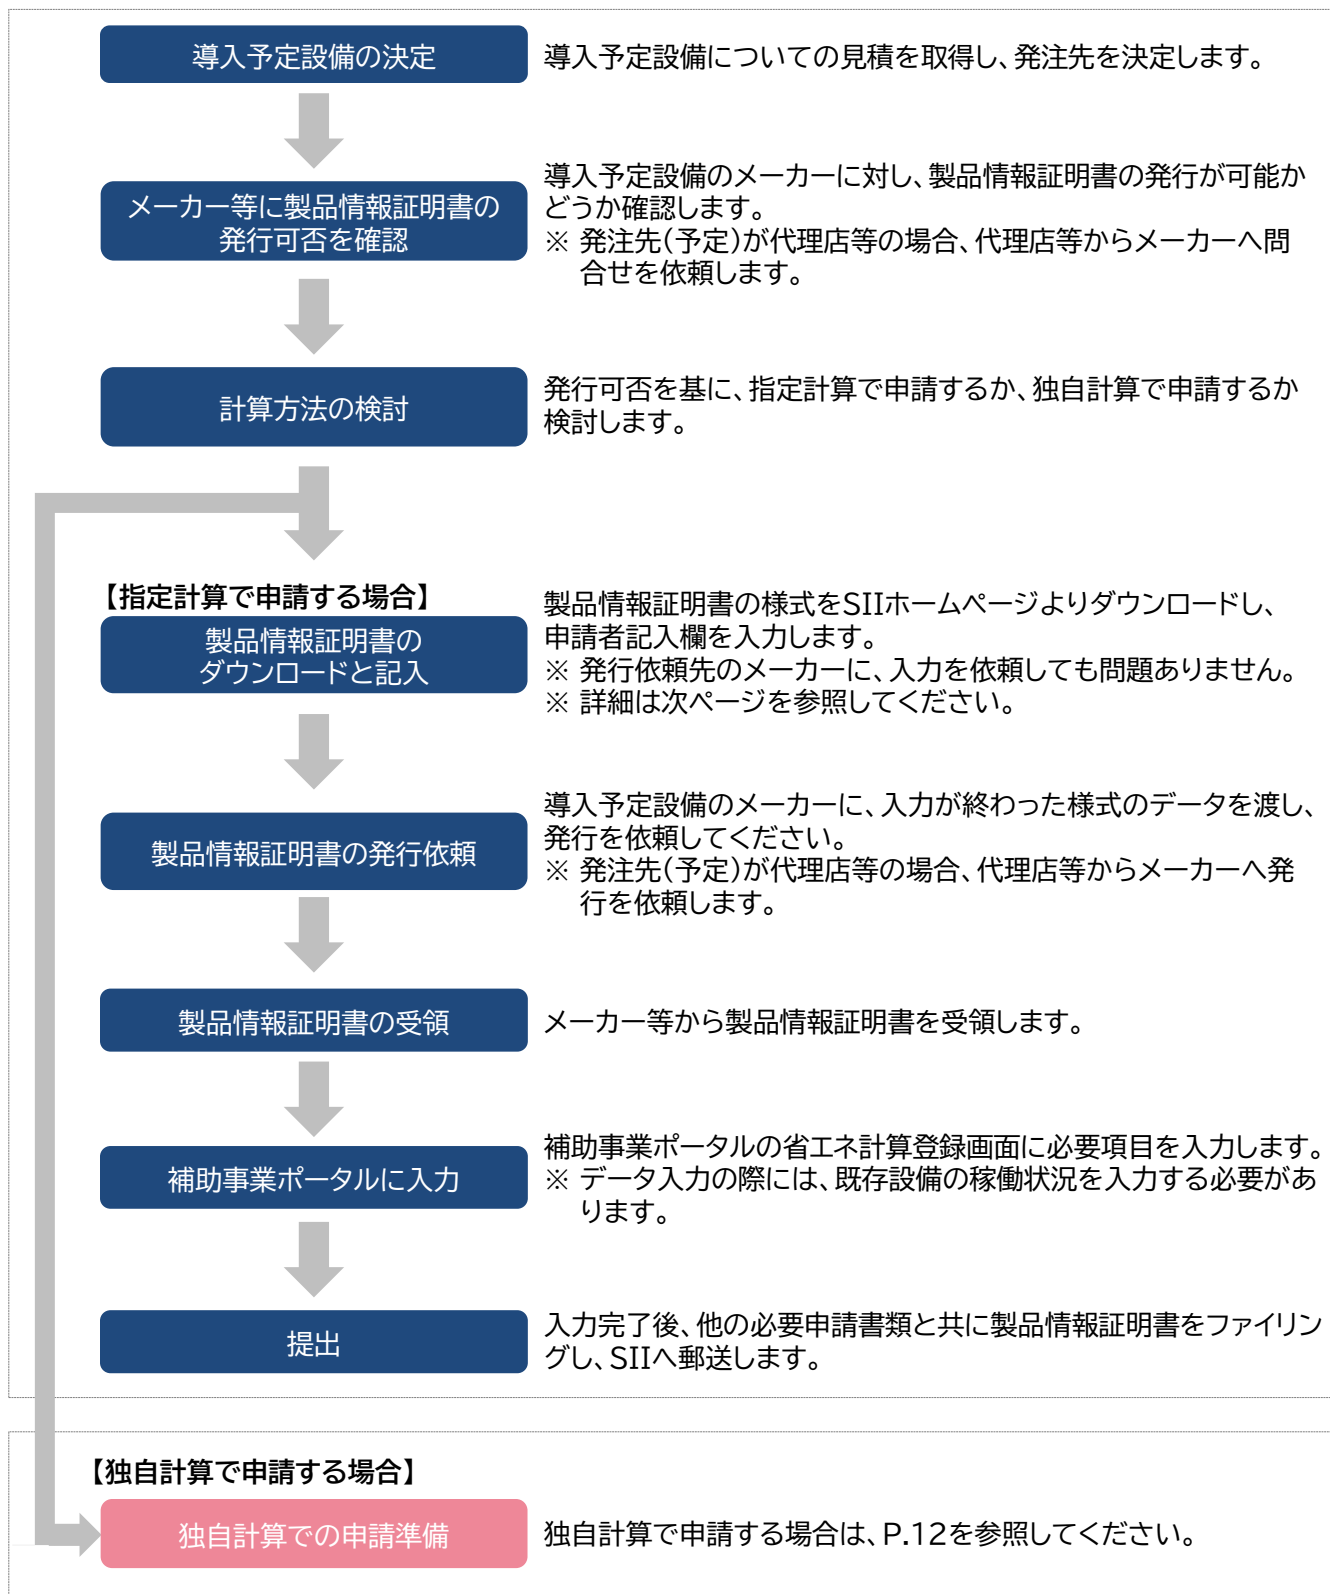 導入予定設備の決定
導入予定設備についての見積を取得し、発注先を決定します。
メーカー等に製品情報証明書の
発行可否を確認
導入予定設備のメーカーに対し、製品情報証明書の発行が可能か
どうか確認します。
※ 発注先(予定)が代理店等の場合、代理店等からメーカーへ問
合せを依頼します。
計算方法の検討
発行可否を基に、指定計算で申請するか、独自計算で申請するか
検討します。
【指定計算で申請する場合】
製品情報証明書の
ダウンロードと記入
製品情報証明書の様式をSIIホームページよりダウンロードし、
申請者記入欄を入力します。
※ 発行依頼先のメーカーに、入力を依頼しても問題ありません。
※ 詳細は次ページを参照してください。
製品情報証明書の発行依頼
導入予定設備のメーカーに、入力が終わった様式のデータを渡し、
発行を依頼してください。
※ 発注先(予定)が代理店等の場合、代理店等からメーカーへ発
行を依頼します。
製品情報証明書の受領
メーカー等から製品情報証明書を受領します。
補助事業ポータルに入力
補助事業ポータルの省エネ計算登録画面に必要項目を入力します。
※ データ入力の際には、既存設備の稼働状況を入力する必要があ
ります。
提出
入力完了後、他の必要申請書類と共に製品情報証明書をファイリン
グし、SIIへ郵送します。
【独自計算で申請する場合】
独自計算での申請準備
独自計算で申請する場合は、P.12を参照してください。